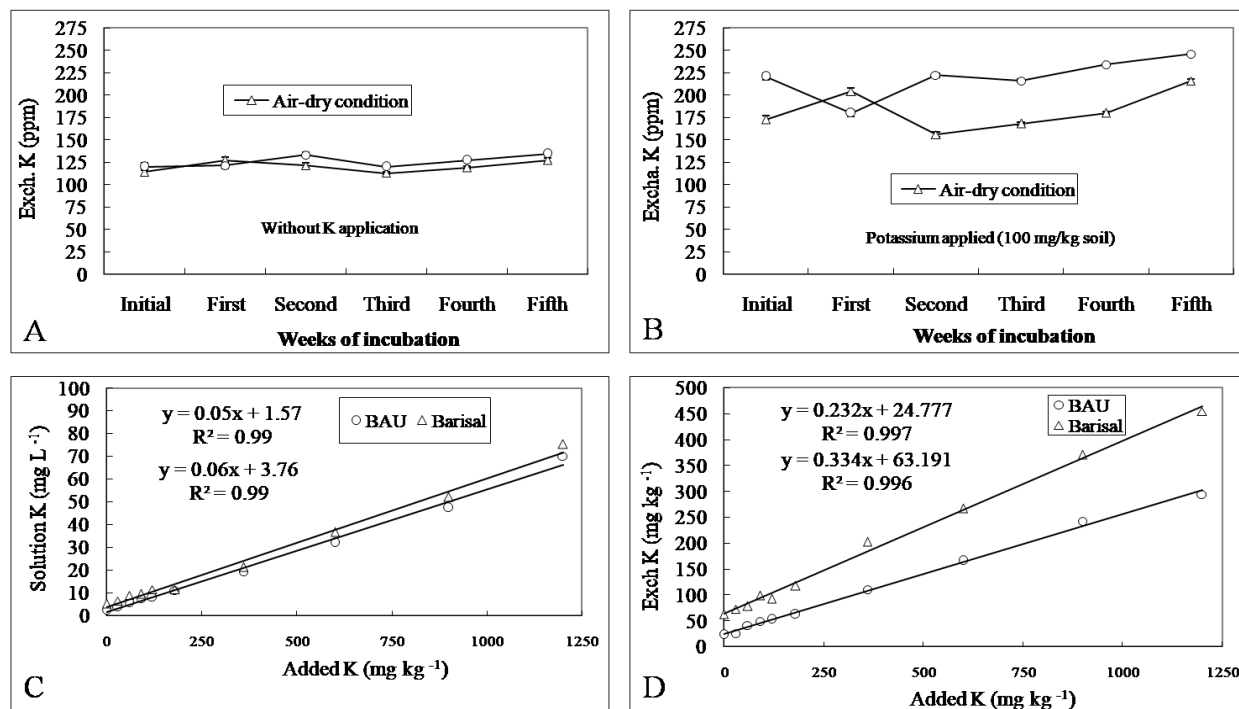 275
250
225
200
175
150
125
100
75
50
25
0
Exch. K (ppm)
Air-dry condition
Without K application
Initial First Second Third Fourth Fifth
Weeks of incubation
A
275
250
225
200
175
150
125
100
75
50
25
0
Excha. K (ppm)
Air-dry condition
Potassium applied (100 mg/kg soil)
Initial First Second Third Fourth Fifth
Weeks of incubation
B
100
90
80
70
60
50
40
30
20
10
0
Solution K (mg L -1)
y = 0.05x + 1.57
R² = 0.99
y = 0.06x + 3.76
R² = 0.99
BAU Barisal
0 250 500 750 1000 1250
Added K (mg kg -1)
C
500
450
400
350
300
250
200
150
100
50
0
Exch K (mg kg -1)
y = 0.232x + 24.777
R² = 0.997
y = 0.334x + 63.191
R² = 0.996
BAU
Barisal
0 250 500 750 1000 1250
Added K (mg kg -1)
D